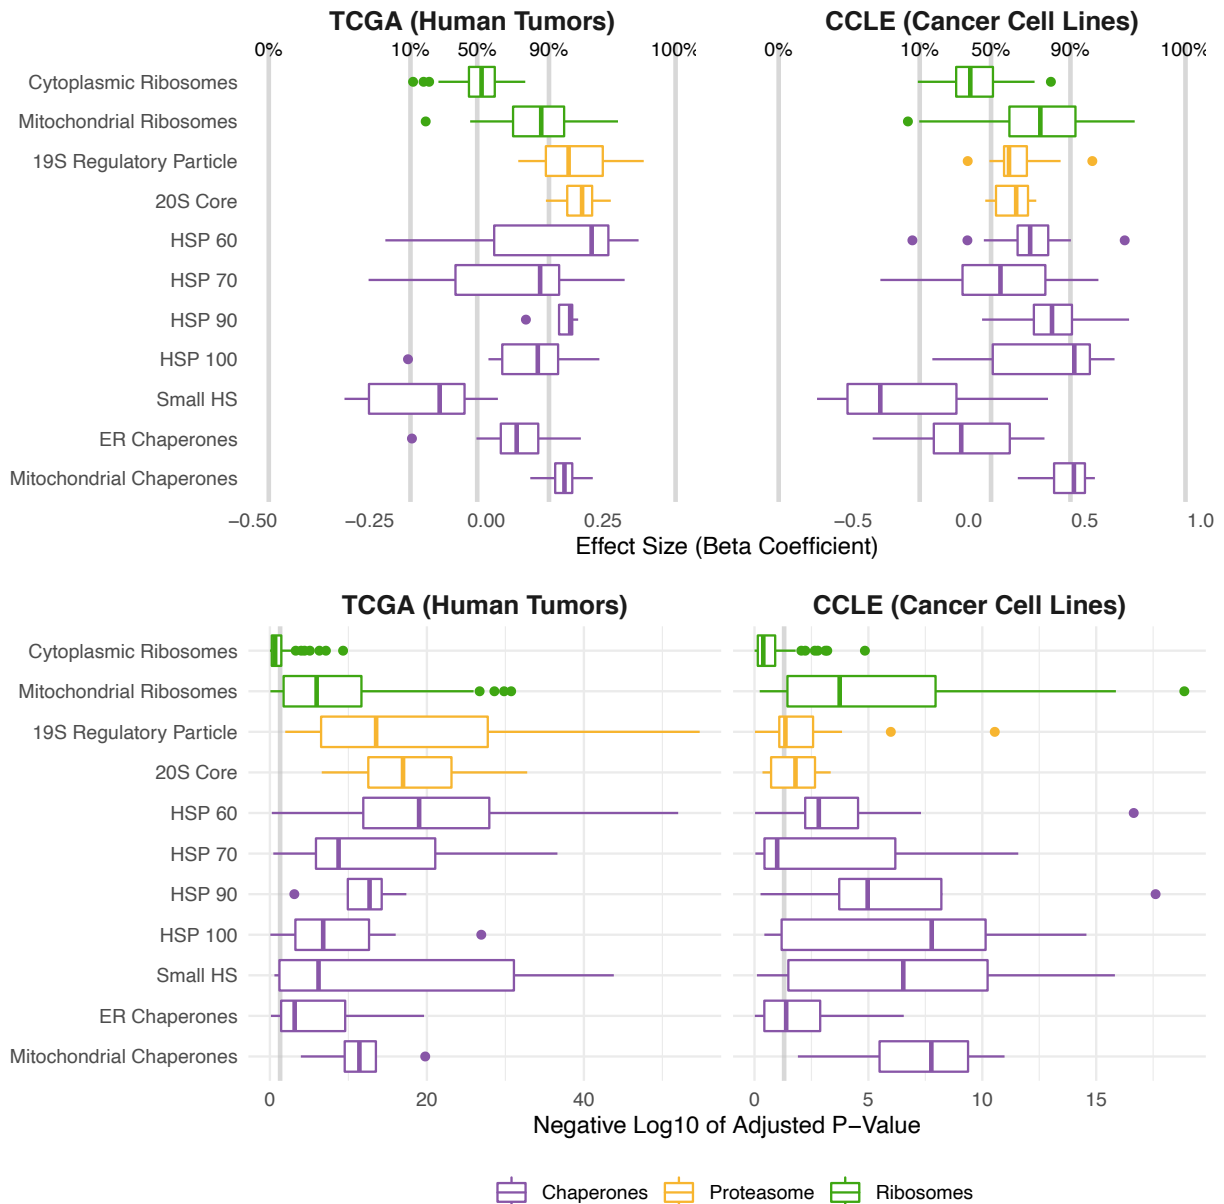 TCGA (Human Tumors) CCLE (Cancer Cell Lines)
0% 10% 50% 90% 100% 0% 10% 50% 90% 100%
Cytoplasmic Ribosomes
Mitochondrial Ribosomes
19S Regulatory Particle
20S Core
HSP 60
HSP 70
HSP 90
HSP 100
Small HS
ER Chaperones
Mitochondrial Chaperones
−0.50 −0.25 0.00 0.25 −0.5 0.0 0.5 1.0
Effect Size (Beta Coefficient)
TCGA (Human Tumors) CCLE (Cancer Cell Lines)
Cytoplasmic Ribosomes
Mitochondrial Ribosomes
19S Regulatory Particle
20S Core
HSP 60
HSP 70
HSP 90
HSP 100
Small HS
ER Chaperones
Mitochondrial Chaperones
0 20 40 0 5 10 15
Negative Log10 of Adjusted P−Value
Chaperones Proteasome Ribosomes